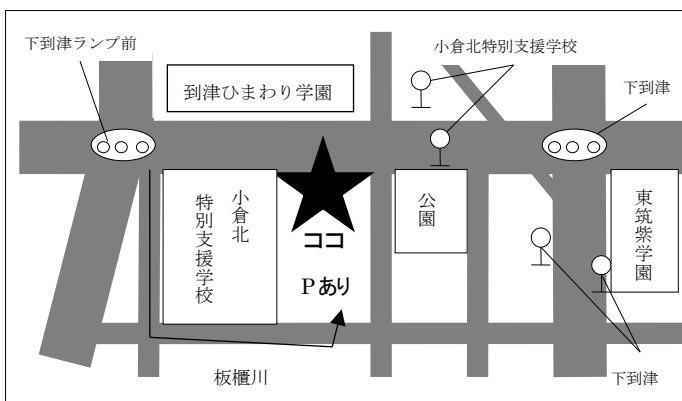 下到津ランプ前
小倉北特別支援学校
到津ひまわり学園
下到津
小倉北
特別支援学校
ココ
Pあり
公園
東筑紫学園
板櫃川
下到津